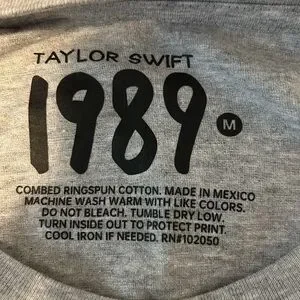 TAYLOR SWIFT
1989
M
COMBED RINGSPUN COTTON. MADE IN MEXICO
MACHINE WASH WARM WITH LIKE COLORS.
DO NOT BLEACH. TUMBLE DRY LOW.
TURN INSIDE OUT TO PROTECT PRINT.
COOL IRON IF NEEDED. RN#102050